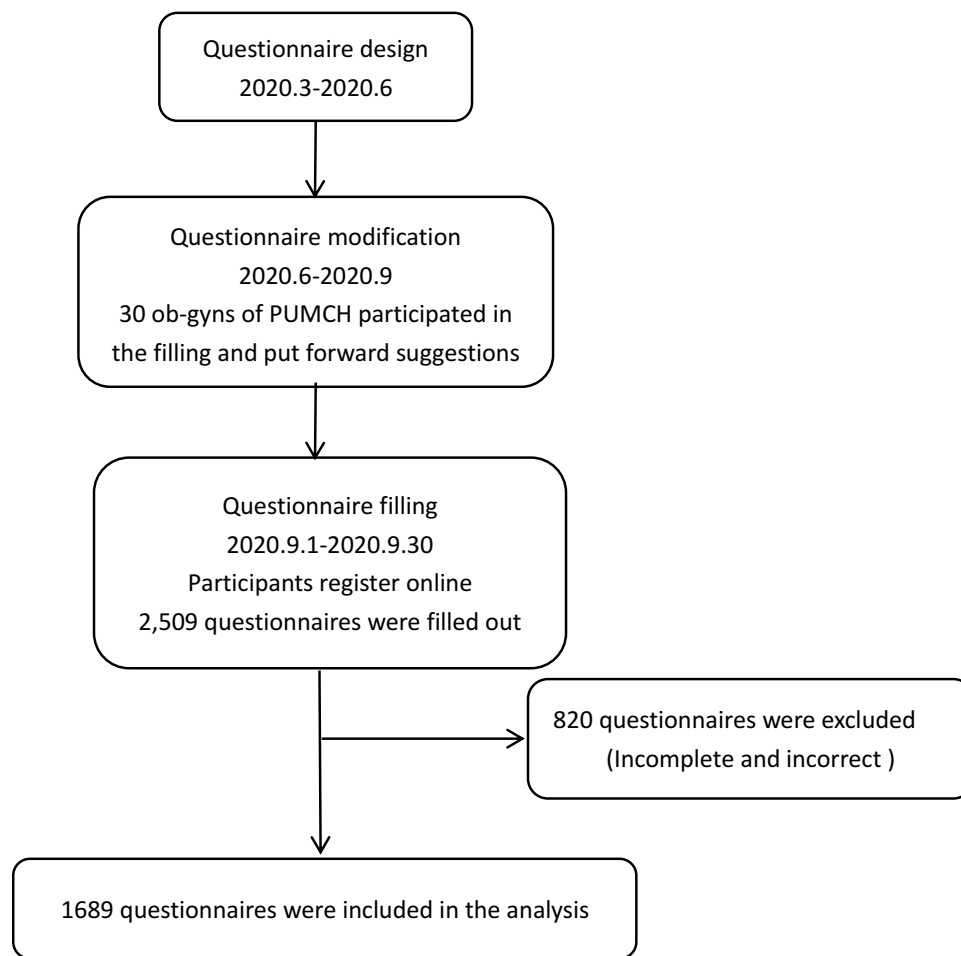 Questionnaire design
2020.3-2020.6
Questionnaire modification
2020.6-2020.9
30 ob-gyns of PUMCH participated in
the filling and put forward suggestions
Questionnaire filling
2020.9.1-2020.9.30
Participants register online
2,509 questionnaires were filled out
820 questionnaires were excluded
(Incomplete and incorrect )
1689 questionnaires were included in the analysis